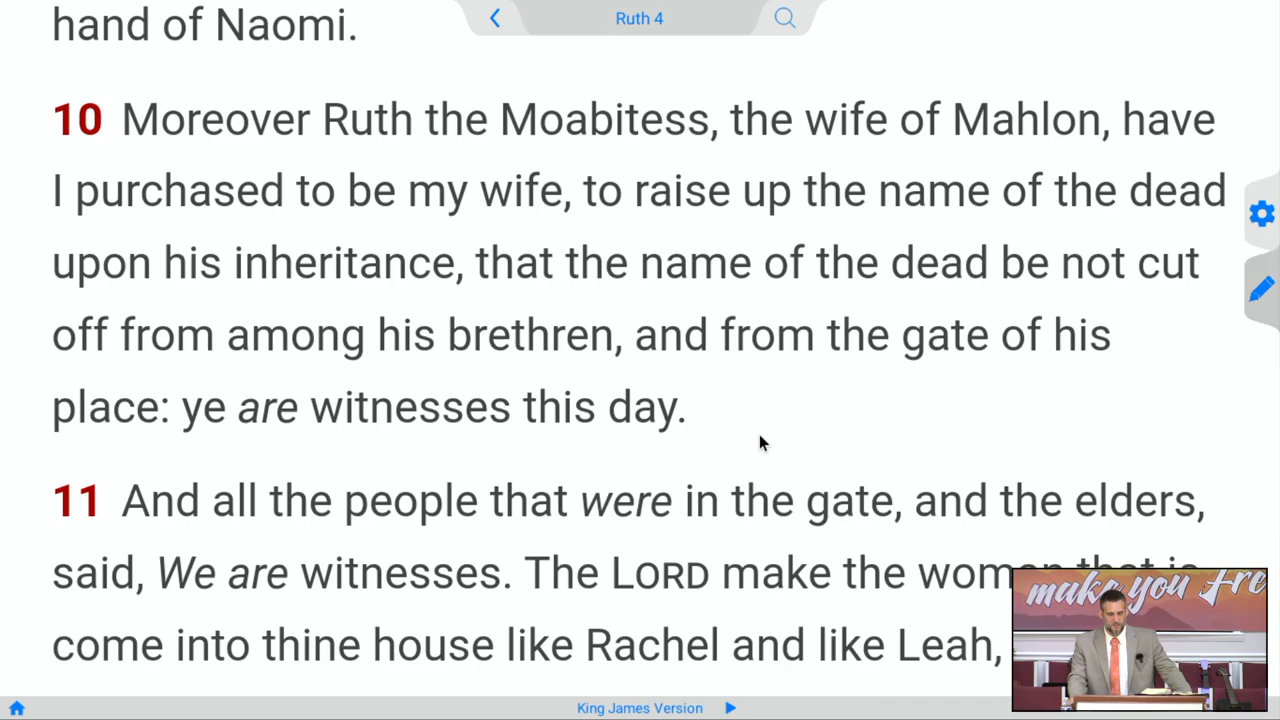 Ruth 4
hand of Naomi.
10 Moreover Ruth the Moabitess, the wife of Mahlon, have
I purchased to be my wife, to raise up the name of the dead
upon his inheritance, that the name of the dead be not cut
off from among his brethren, and from the gate of his
place: ye are witnesses this day.
11 And all the people that were in the gate, and the elders,
said, We are witnesses. The LORD make the woman that is
come into thine house like Rachel and like Leah,
make you Fre
King James Version